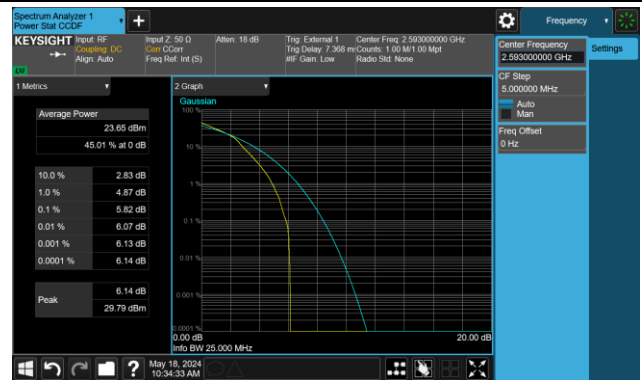 Spectrum Analyzer 1
Power Stat CCDF
Frequency
KEYSIGHT
Input: RF
Coupling: DC
Align: Auto
Input Z: 50 Ω
Corr CCorr
Freq Ref: Int (S)
Atten: 18 dB
Trig: External 1
Trig Delay: 7.368 m
#IF Gain: Low
Center Freq: 2.593000000 GHz
Counts: 1.00 M/1.00 Mpt
Radio Std: None
LXI
Center Frequency
2.593000000 GHz
Settings
CF Step
5.000000 MHz
Auto
Man
Freq Offset
0 Hz
1 Metrics
Average Power
23.65 dBm
45.01 % at 0 dB
10.0 % 2.83 dB
1.0 % 4.87 dB
0.1 % 5.82 dB
0.01 % 6.07 dB
0.001 % 6.13 dB
0.0001 % 6.14 dB
Peak
6.14 dB
29.79 dBm
2 Graph
Gaussian
100 %
10 %
1 %
0.1 %
0.01 %
0.001 %
0.0001 %
0.00 dB 20.00 dB
Info BW 25.000 MHz
?
May 18, 2024
10:34:33 AM